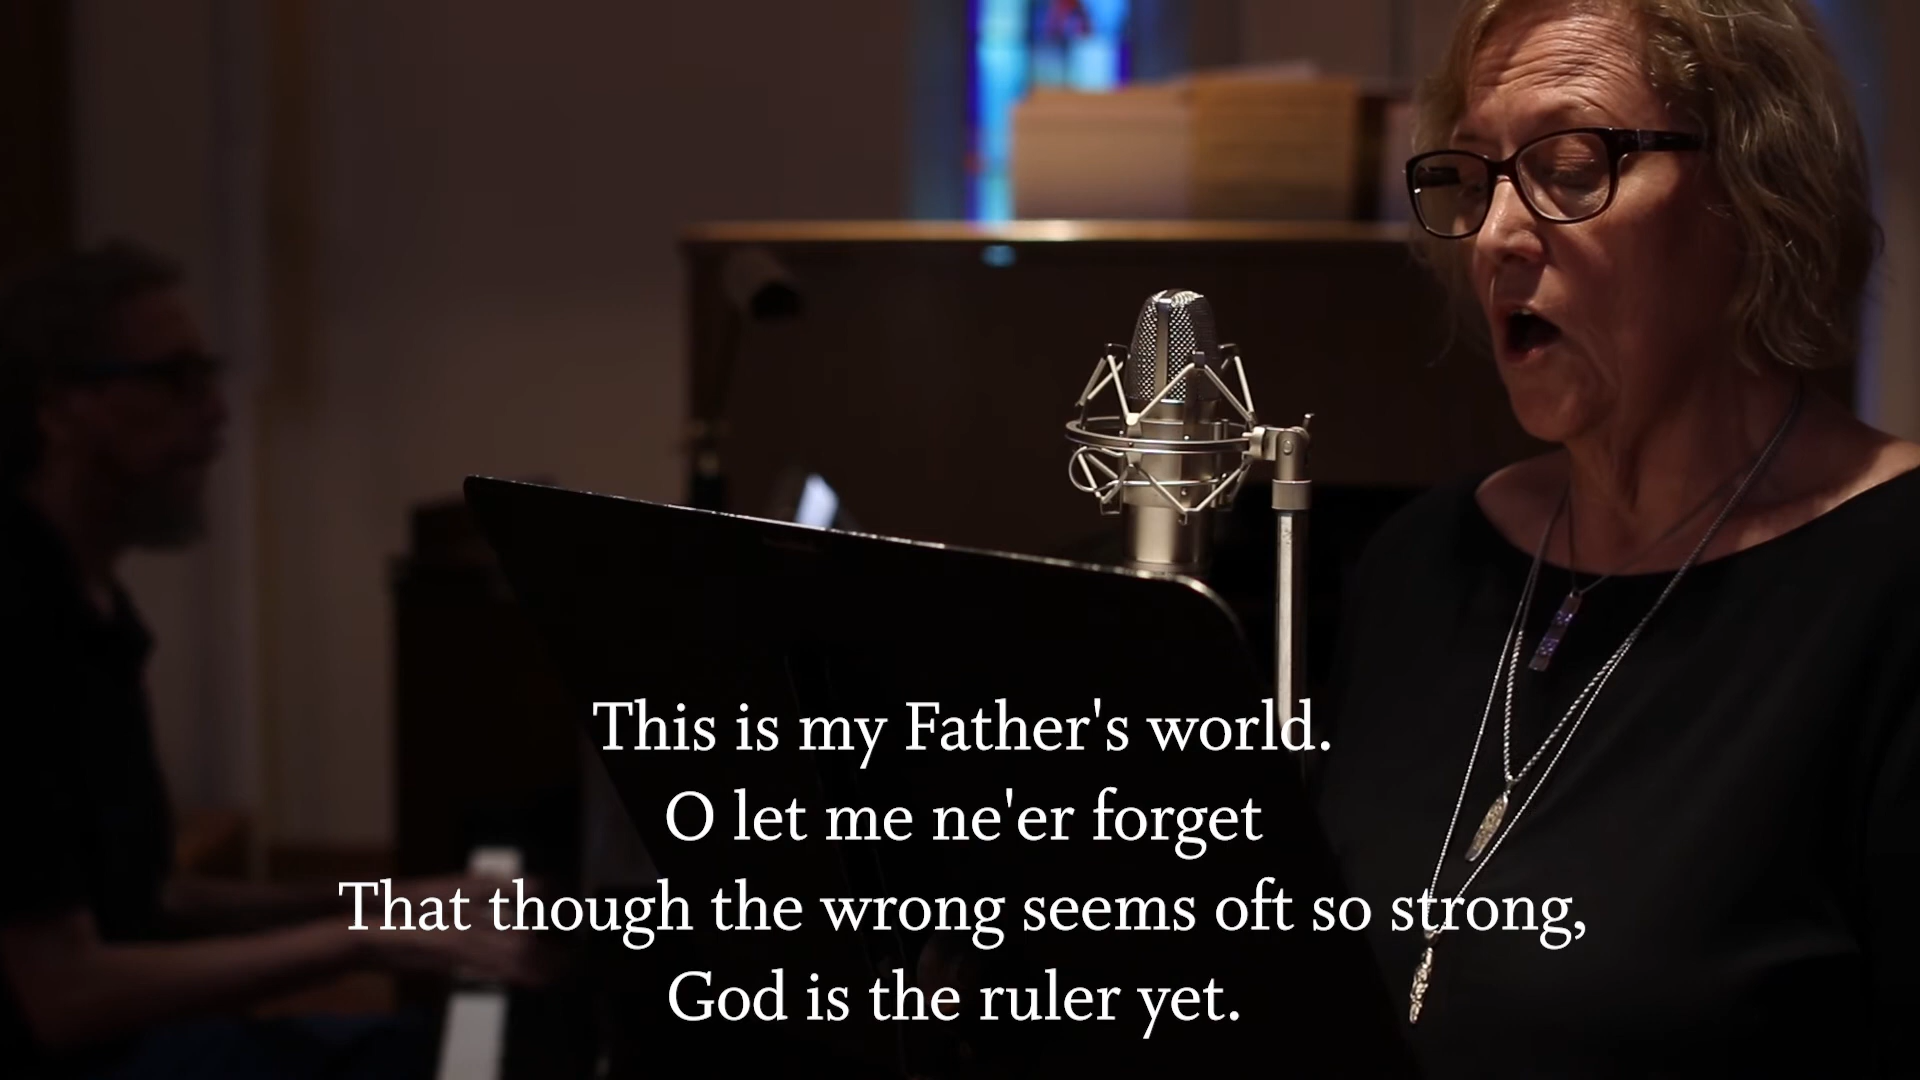 This is my Father's world.
O let me ne'er forget
That though the wrong seems oft so strong,
God is the ruler yet.